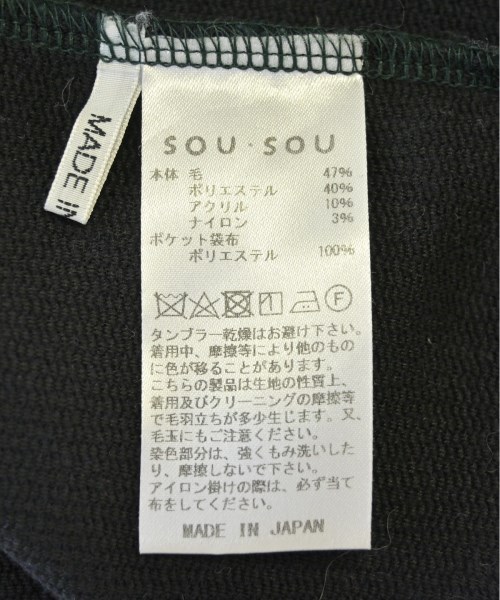 MADE IN
SOU・SOU
本体 毛 47%
ポリエステル 40%
アクリル 10%
ナイロン 3%
ポケット袋布
ポリエステル 100%
F
タンブラー乾燥はお避け下さい。
着用中、摩擦等により他のもの
に色が移ることがあります。
こちらの製品は生地の性質上、
着用及びクリーニングの摩擦等
で毛羽立ちが多少生じます。又、
毛玉にもご注意ください。
染色部分は、強くもみ洗いした
り、摩擦しないで下さい。
アイロン掛けの際は、必ず当て
布をしてください。
MADE IN JAPAN